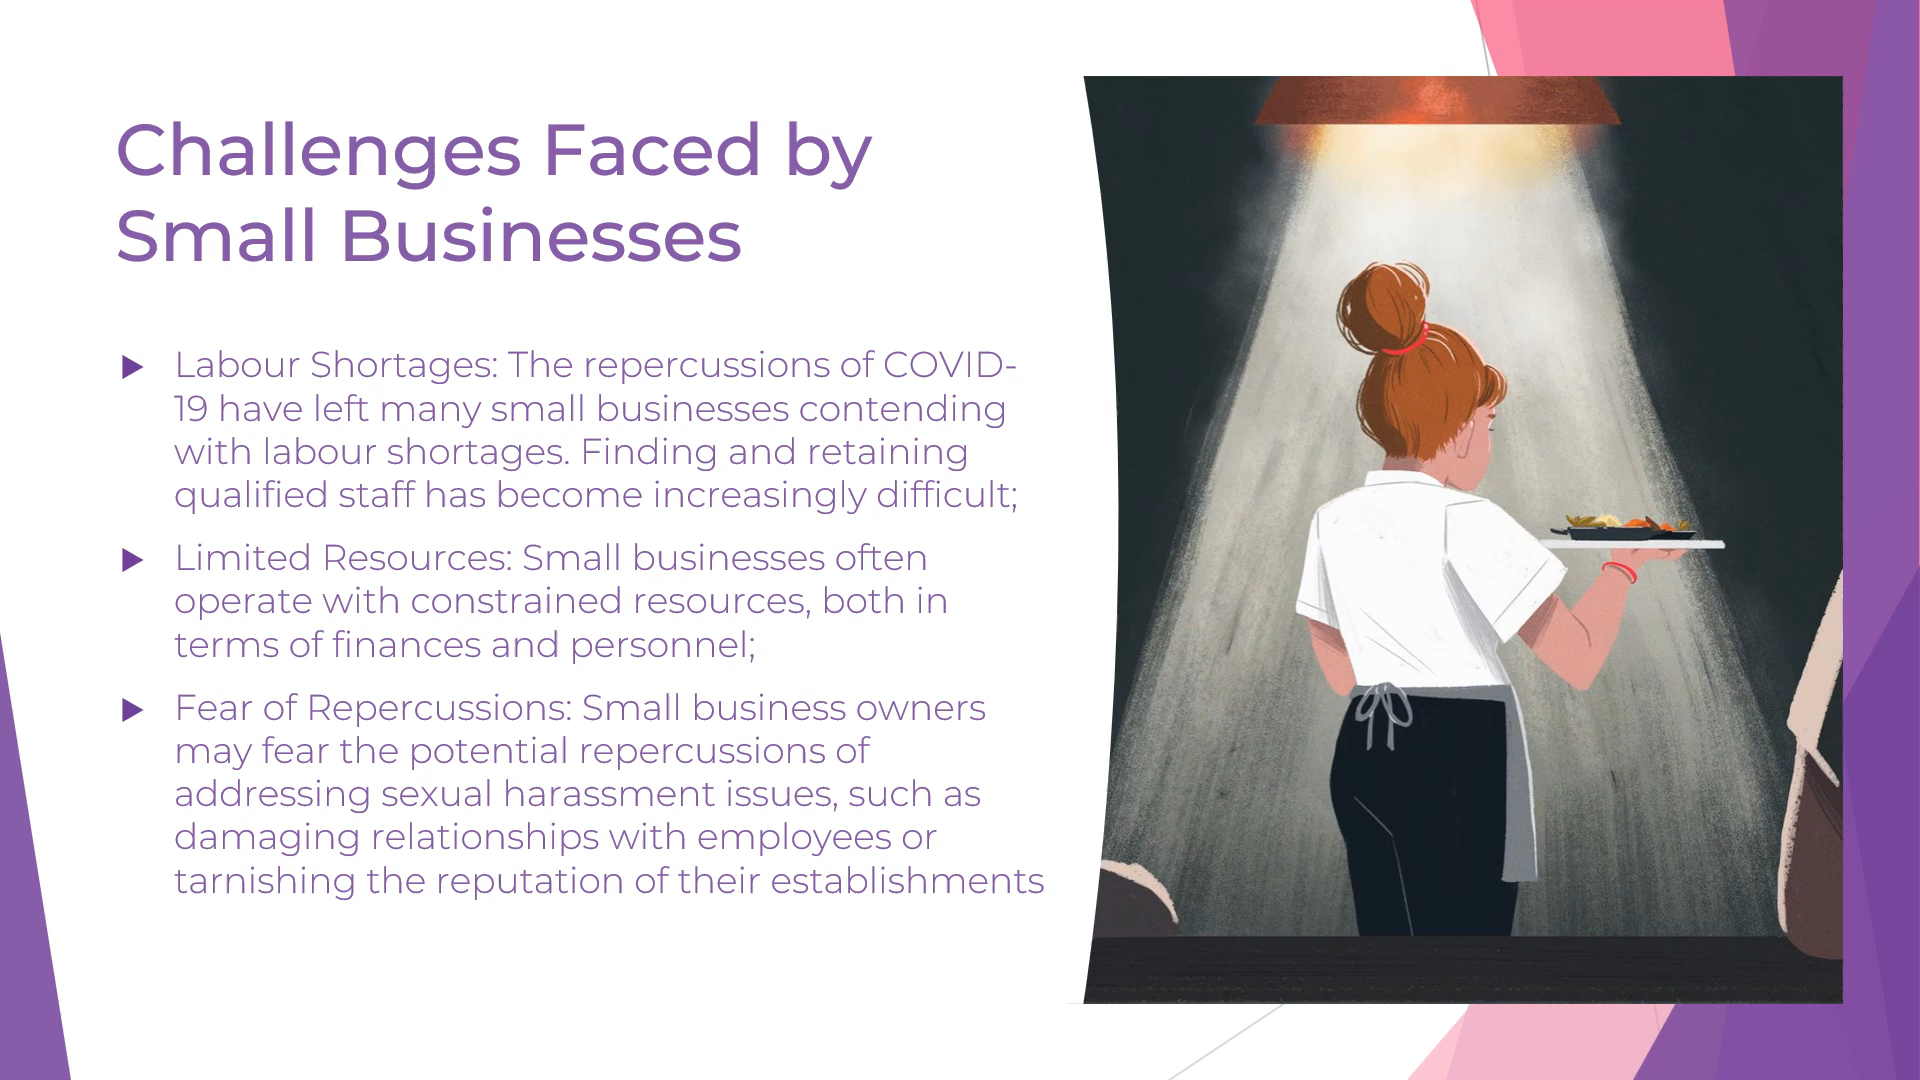 Challenges Faced by
Small Businesses
Labour Shortages: The repercussions of COVID-
19 have left many small businesses contending
with labour shortages. Finding and retaining
qualified staff has become increasingly difficult;
Limited Resources: Small businesses often
operate with constrained resources, both in
terms of finances and personnel;
Fear of Repercussions: Small business owners
may fear the potential repercussions of
addressing sexual harassment issues, such as
damaging relationships with employees or
tarnishing the reputation of their establishments